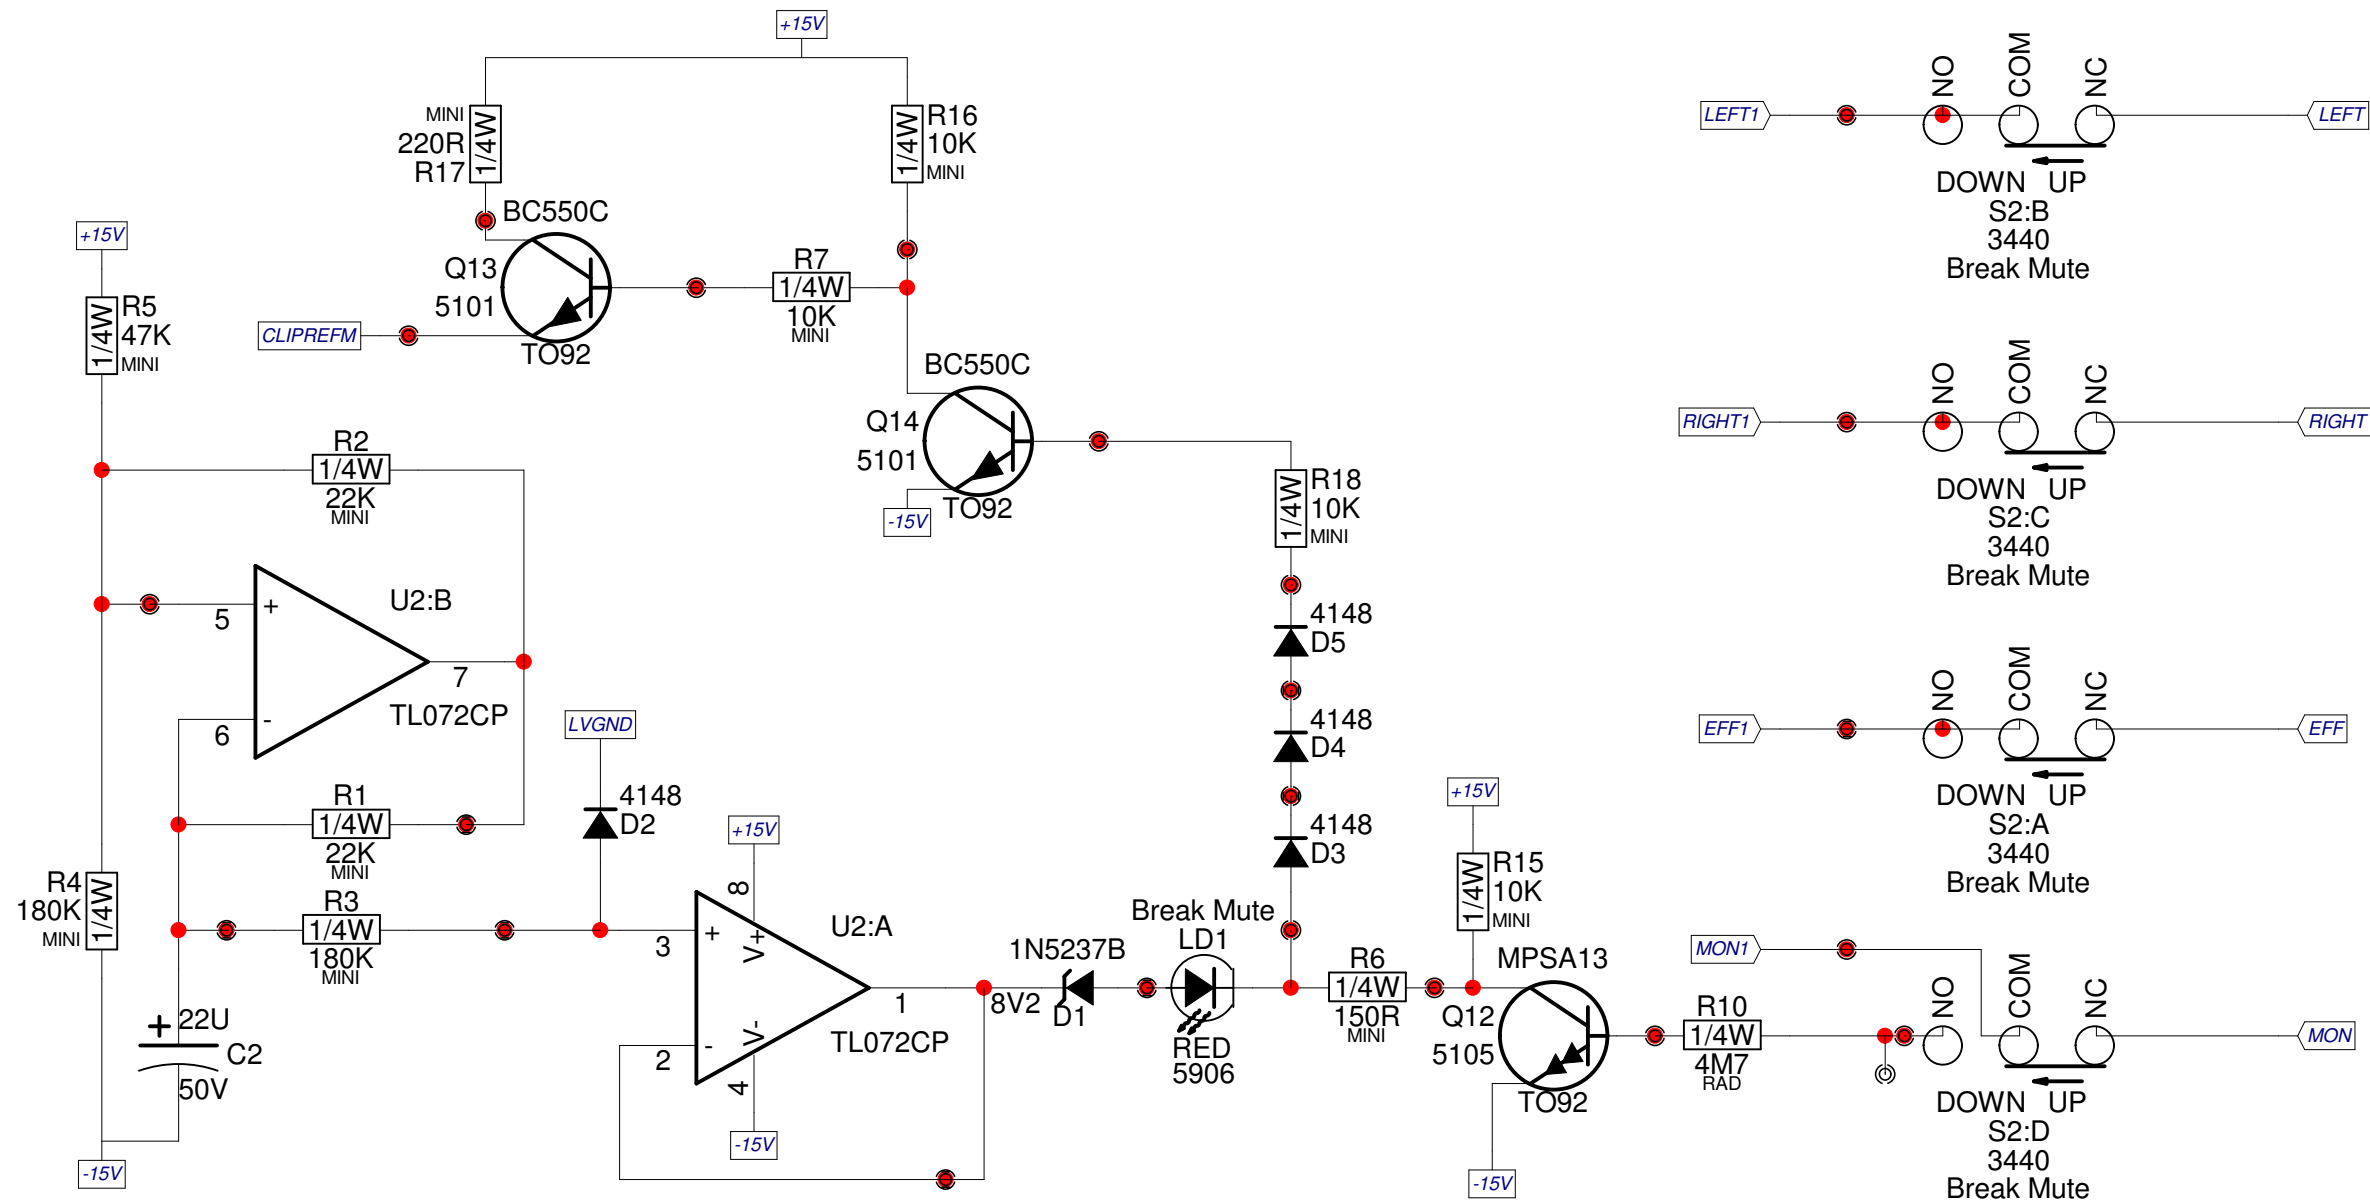 +15V
MINI
220R
R17
1/4W
R16
10K
MINI
1/4W
BC550C
Q13
5101
TO92
CLIPREFM
R7
1/4W
10K
MINI
+15V
R5
47K
MINI
1/4W
BC550C
Q14
5101
TO92
-15V
R2
1/4W
22K
MINI
R18
10K
MINI
1/4W
U2:B
+
5
-
6
7
TL072CP
4148
D5
4148
D4
4148
D3
LVGND
4148
D2
R1
1/4W
22K
MINI
R4
180K
MINI
1/4W
R3
1/4W
180K
MINI
+15V
8
V+
U2:A
+
3
-
2
1
V-
4
TL072CP
-15V
+ 22U
C2
50V
-15V
1N5237B
8V2
D1
Break Mute
LD1
RED
5906
R6
1/4W
150R
MINI
+15V
R15
10K
MINI
1/4W
MPSA13
Q12
5105
TO92
-15V
R10
1/4W
4M7
RAD
LEFT1
NO
COM
NC
LEFT
DOWN UP
S2:B
3440
Break Mute
RIGHT1
NO
COM
NC
RIGHT
DOWN UP
S2:C
3440
Break Mute
EFF1
NO
COM
NC
EFF
DOWN UP
S2:A
3440
Break Mute
MON1
NO
COM
NC
MON
DOWN UP
S2:D
3440
Break Mute